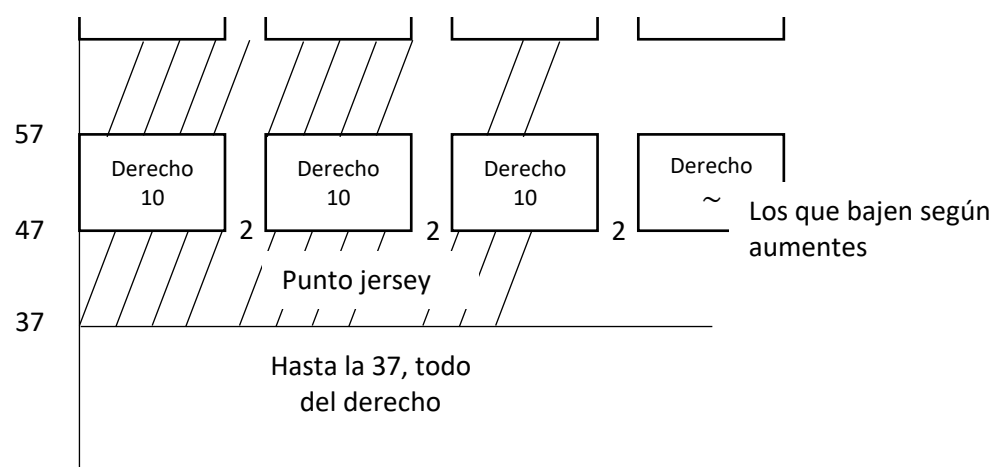 57
Derecho
10
Derecho
10
Derecho
10
Derecho
~
Los que bajen según
aumentes
47
2
2
2
Punto jersey
37
Hasta la 37, todo
del derecho